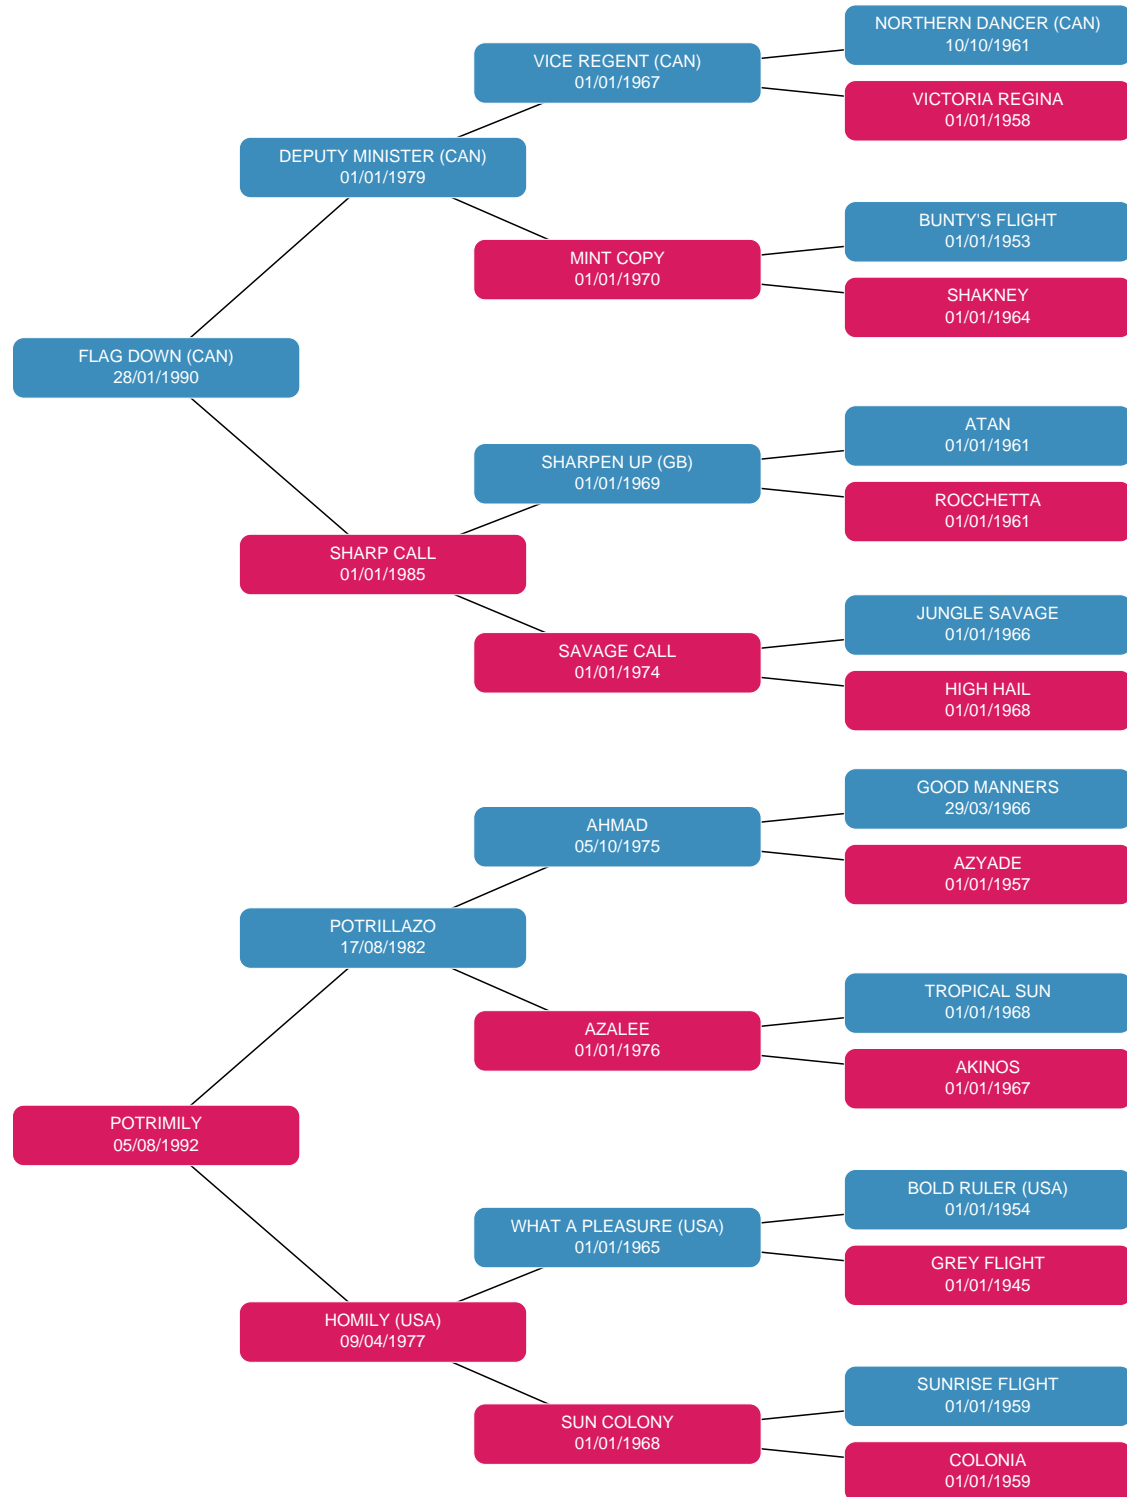 NORTHERN DANCER (CAN)
10/10/1961
VICE REGENT (CAN)
01/01/1967
VICTORIA REGINA
01/01/1958
DEPUTY MINISTER (CAN)
01/01/1979
BUNTY'S FLIGHT
01/01/1953
MINT COPY
01/01/1970
SHAKNEY
01/01/1964
FLAG DOWN (CAN)
28/01/1990
ATAN
01/01/1961
SHARPEN UP (GB)
01/01/1969
ROCCHETTA
01/01/1961
SHARP CALL
01/01/1985
JUNGLE SAVAGE
01/01/1966
SAVAGE CALL
01/01/1974
HIGH HAIL
01/01/1968
GOOD MANNERS
29/03/1966
AHMAD
05/10/1975
AZYADE
01/01/1957
POTRILLAZO
17/08/1982
TROPICAL SUN
01/01/1968
AZALEE
01/01/1976
AKINOS
01/01/1967
POTRIMILY
05/08/1992
BOLD RULER (USA)
01/01/1954
WHAT A PLEASURE (USA)
01/01/1965
GREY FLIGHT
01/01/1945
HOMILY (USA)
09/04/1977
SUNRISE FLIGHT
01/01/1959
SUN COLONY
01/01/1968
COLONIA
01/01/1959